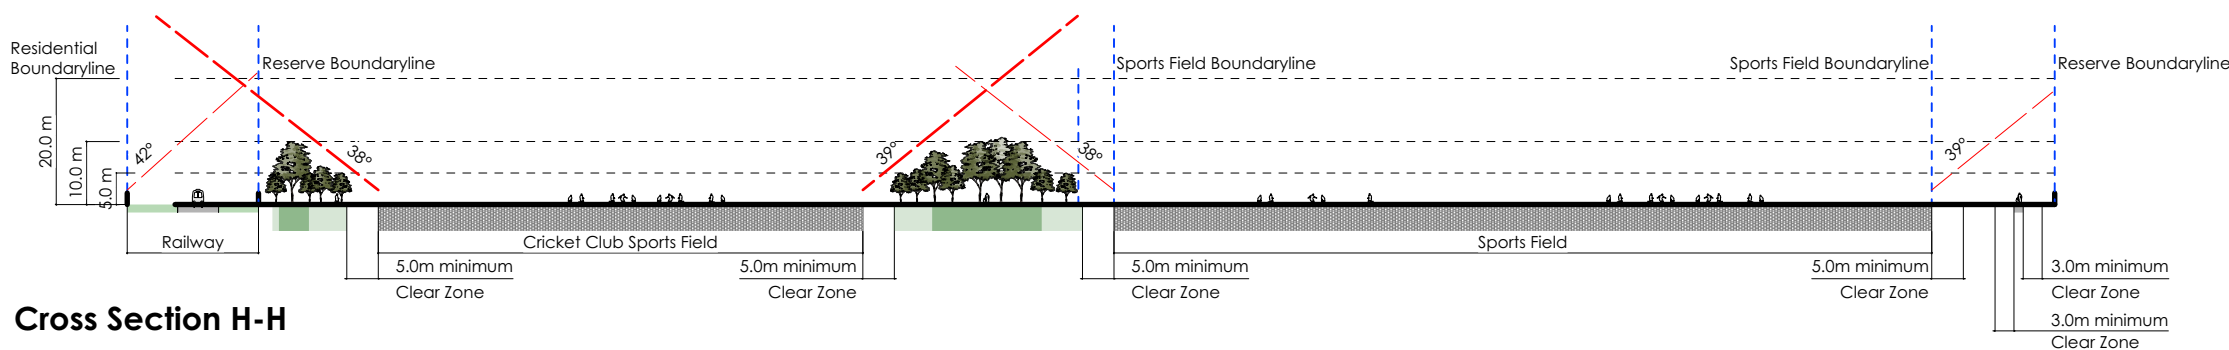 Residential
Boundaryline
Reserve Boundaryline
Sports Field Boundaryline
Sports Field Boundaryline
Reserve Boundaryline
20.0 m
10.0 m
5.0 m
42°
38°
39°
38°
39°
Railway
Cricket Club Sports Field
Sports Field
5.0m minimum
Clear Zone
5.0m minimum
Clear Zone
5.0m minimum
Clear Zone
5.0m minimum
Clear Zone
3.0m minimum
Clear Zone
3.0m minimum
Clear Zone
Cross Section H-H